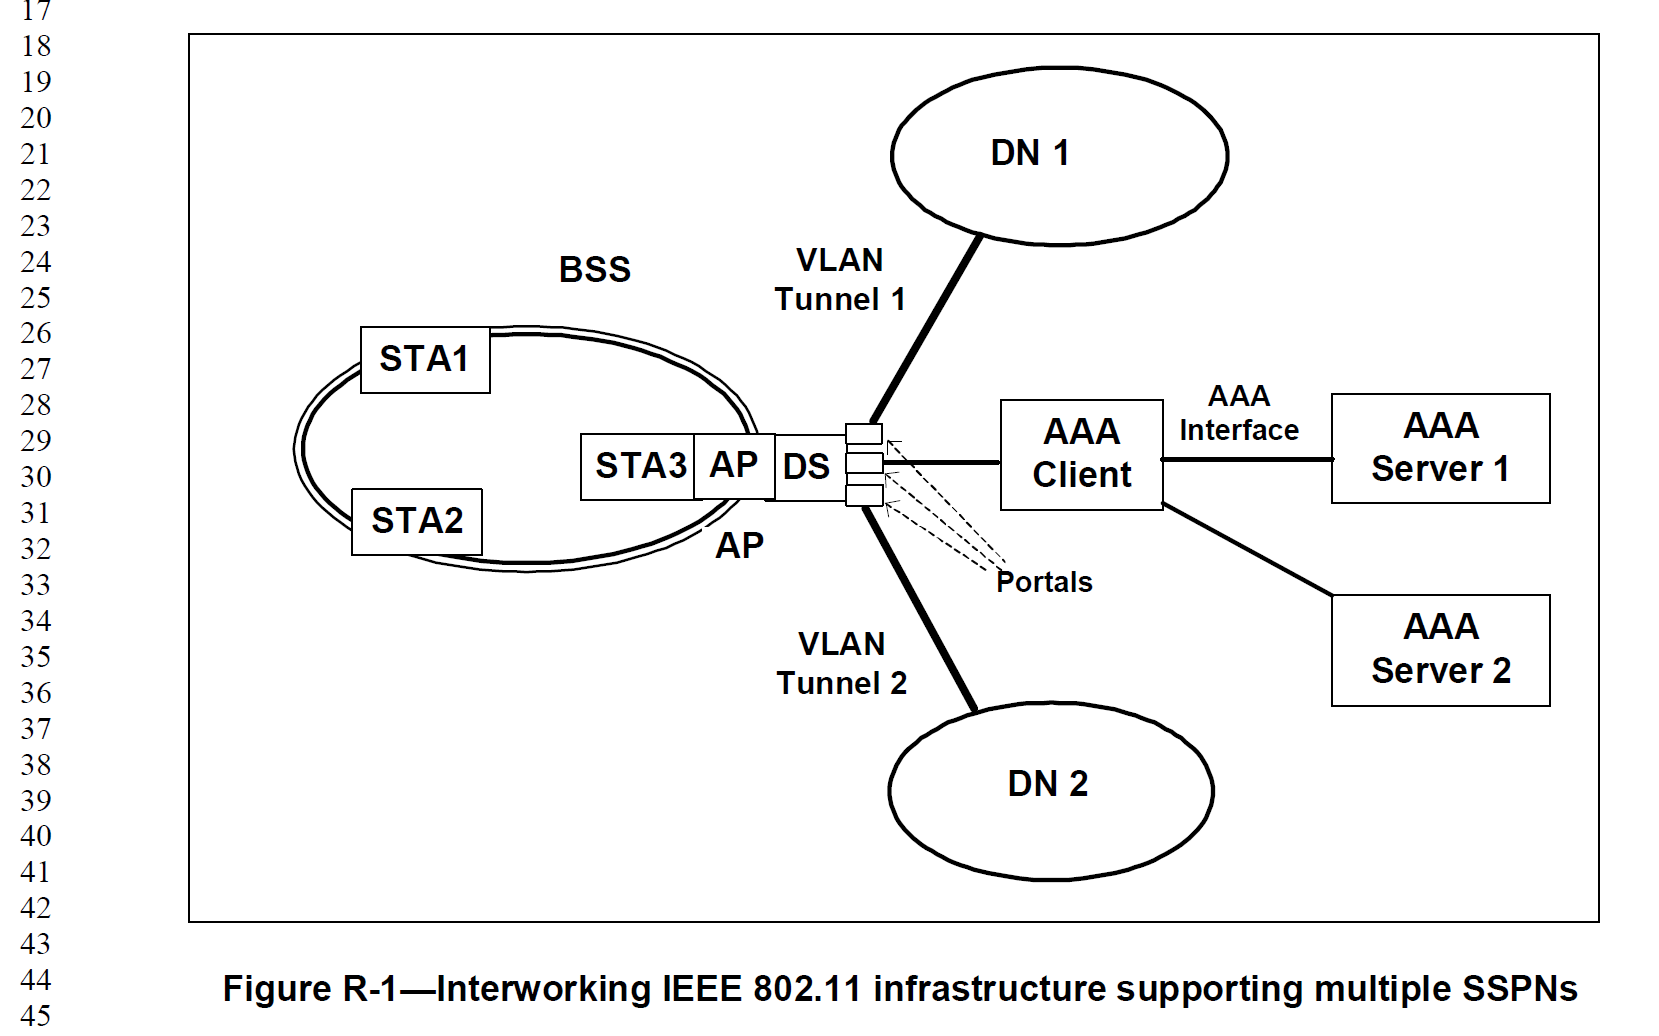 17
18
19
20
21
22
23
24
25
26
27
28
29
30
31
32
33
34
35
36
37
38
39
40
41
42
43
44
45
DN 1
VLAN
Tunnel 1
BSS
STA1
STA2
STA3
AP
DS
AP
AAA
Client
AAA
Interface
AAA
Server 1
Portals
AAA
Server 2
VLAN
Tunnel 2
DN 2
Figure R-1—Interworking IEEE 802.11 infrastructure supporting multiple SSPNs